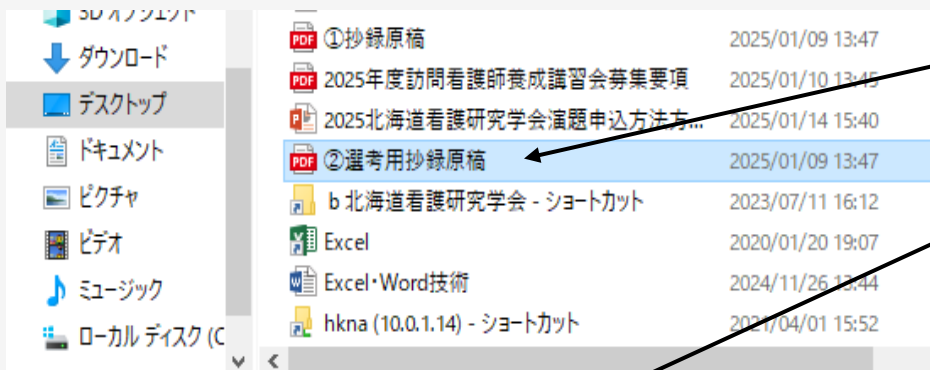 3D オブジェクト
ダウンロード
デスクトップ
ドキュメント
ピクチャ
ビデオ
ミュージック
ローカル ディスク (C
PDF ①抄録原稿 2025/01/09 13:47
PDF 2025年度訪問看護師養成講習会募集要項 2025/01/10 13:45
2025北海道看護研究学会演題申込方法方... 2025/01/14 15:40
PDF ②選考用抄録原稿 2025/01/09 13:47
b 北海道看護研究学会 - ショートカット 2023/07/11 16:12
Excel 2020/01/20 19:07
Excel・Word技術 2024/11/26 13:44
hkna (10.0.1.14) - ショートカット 2021/04/01 15:52